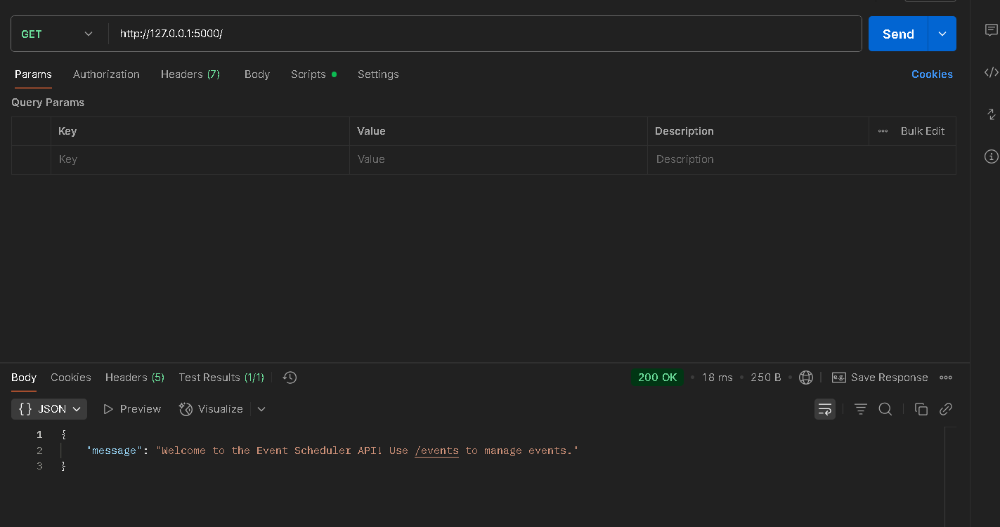 GET http://127.0.0.1:5000/ Send
Params Authorization Headers (7) Body Scripts Settings Cookies
Query Params
Key Value Description Bulk Edit
Key Value Description
Body Cookies Headers (5) Test Results (1/1) 200 OK 18 ms 250 B e.g. Save Response
{} JSON Preview Visualize
1 {
2 "message": "Welcome to the Event Scheduler API! Use /events to manage events."
3 }